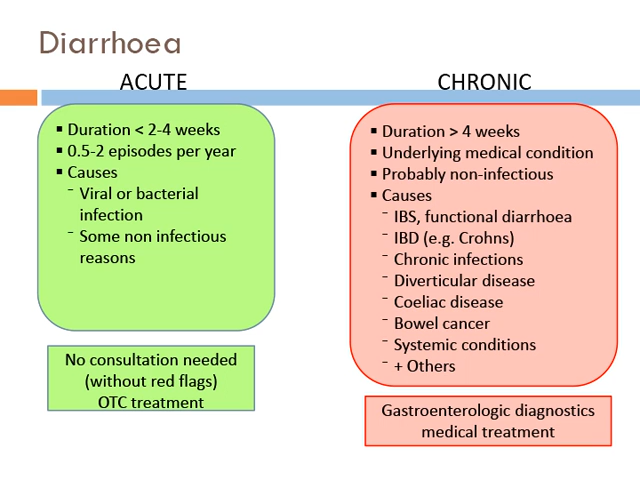 Diarrhoea
ACUTE
▪ Duration < 2-4 weeks
▪ 0.5-2 episodes per year
▪ Causes
⁻ Viral or bacterial
infection
⁻ Some non infectious
reasons
No consultation needed
(without red flags)
OTC treatment
CHRONIC
▪ Duration > 4 weeks
▪ Underlying medical condition
▪ Probably non-infectious
▪ Causes
⁻ IBS, functional diarrhoea
⁻ IBD (e.g. Crohns)
⁻ Chronic infections
⁻ Diverticular disease
⁻ Coeliac disease
⁻ Bowel cancer
⁻ Systemic conditions
⁻ + Others
Gastroenterologic diagnostics
medical treatment